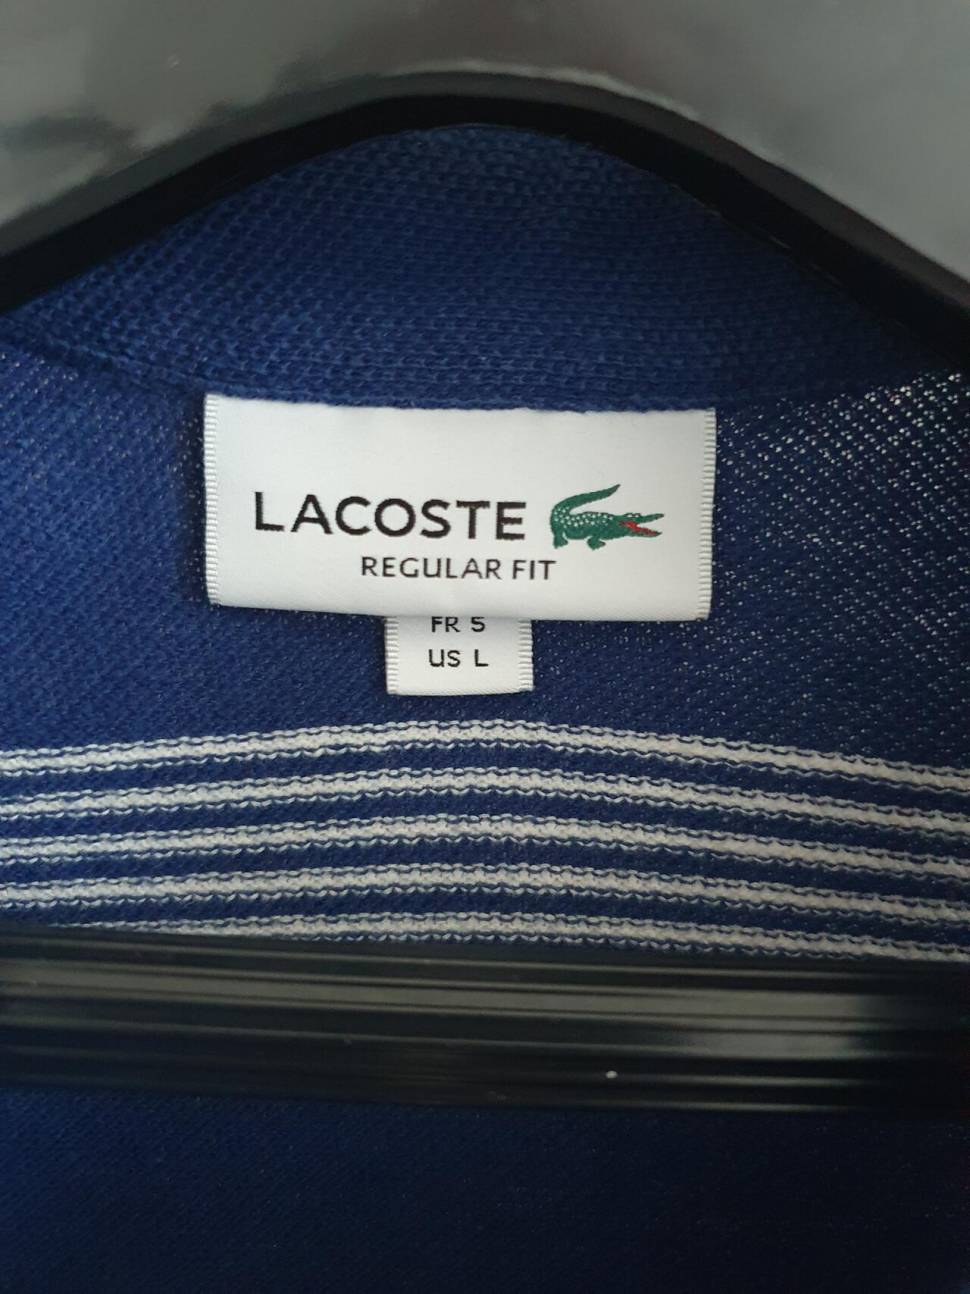 LACOSTE
REGULAR FIT
FR 5
US L